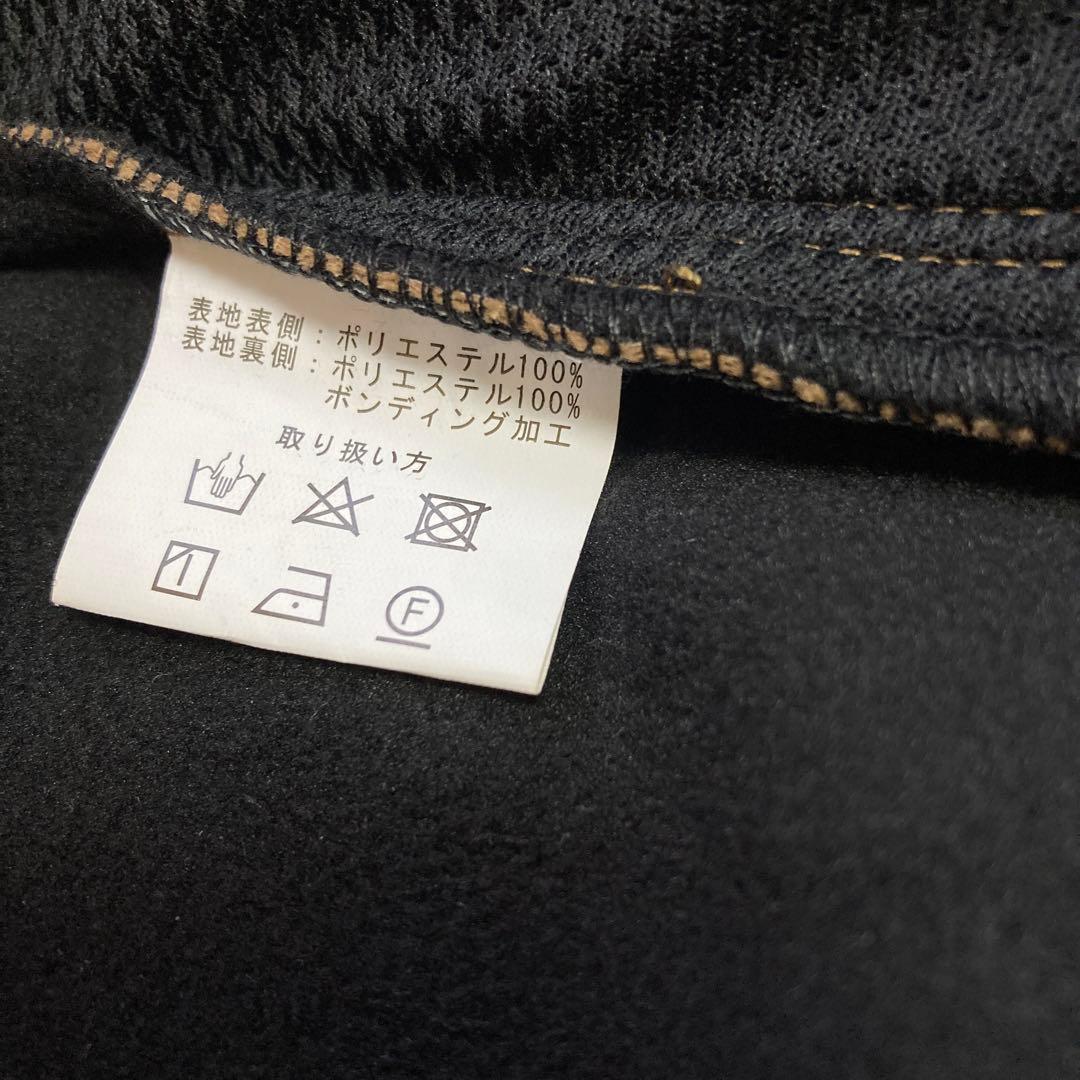 表地表側：ポリエステル100%
表地裏側：ポリエステル100%
ボンディング加工
取り扱い方
F